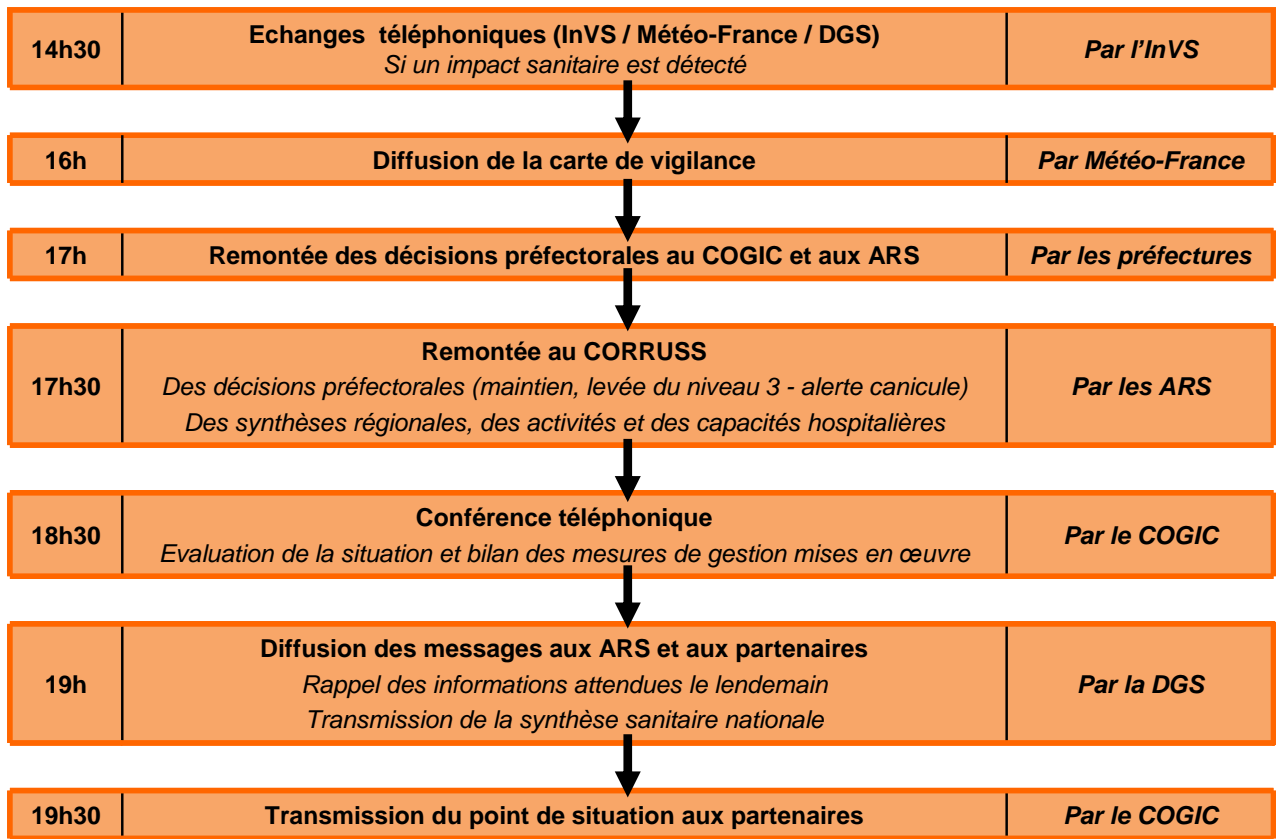 14h30
Echanges téléphoniques (InVS / Météo-France / DGS)
Si un impact sanitaire est détecté
Par l'InVS
16h
Diffusion de la carte de vigilance
Par Météo-France
17h
Remontée des décisions préfectorales au COGIC et aux ARS
Par les préfectures
17h30
Remontée au CORRUSS
Des décisions préfectorales (maintien, levée du niveau 3 - alerte canicule)
Des synthèses régionales, des activités et des capacités hospitalières
Par les ARS
18h30
Conférence téléphonique
Evaluation de la situation et bilan des mesures de gestion mises en œuvre
Par le COGIC
19h
Diffusion des messages aux ARS et aux partenaires
Rappel des informations attendues le lendemain
Transmission de la synthèse sanitaire nationale
Par la DGS
19h30
Transmission du point de situation aux partenaires
Par le COGIC